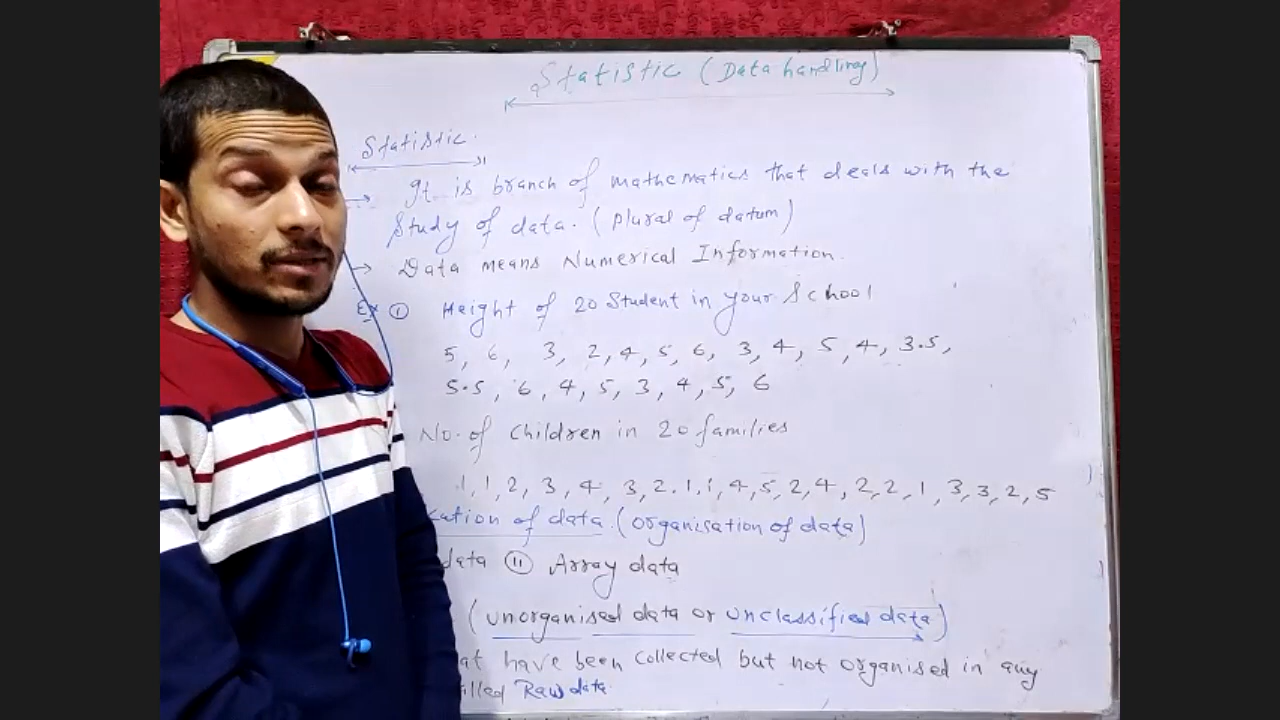 Statistic (Data handling)
Statistic.
It is branch of mathematics that deals with the
Study of data. (plural of datum)
Data means Numerical Information.
Ex ① Height of 20 Student in your School
5, 6, 3, 2, 4, 5, 6, 3, 4, 5, 4, 3.5,
5.5, 6, 4, 5, 3, 4, 5, 6
No. of children in 20 families
1, 1, 2, 3, 4, 3, 2, 1, 1, 4, 5, 2, 4, 2, 2, 1, 3, 3, 2, 5
of data. (organisation of data)
data ⑪ Array data
(unorganised data or unclassified data)
have been collected but not organised in any
Raw data.